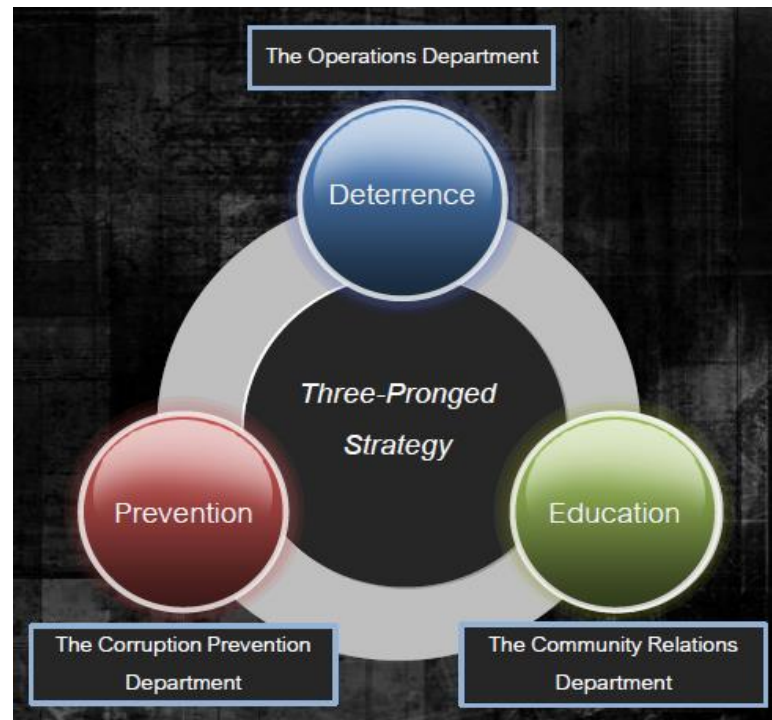 The Operations Department
Deterrence
Three-Pronged
Strategy
Prevention
Education
The Corruption Prevention
Department
The Community Relations
Department